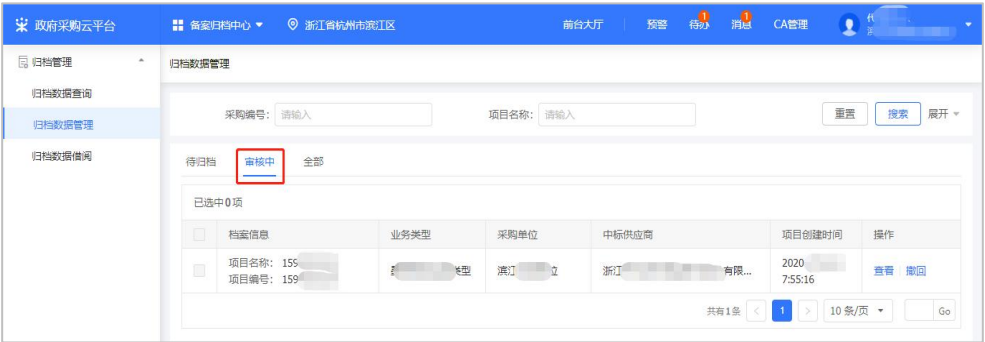 政府采购云平台
备案归档中心
浙江省杭州市滨江区
前台大厅
预警
待办
1
消息
1
CA管理
归档管理
归档数据查询
归档数据管理
归档数据借阅
归档数据管理
采购编号: 请输入
项目名称: 请输入
重置
搜索
展开
待归档 审核中 全部
已选中0项
档案信息 业务类型 采购单位 中标供应商 项目创建时间 操作
项目名称: 159
项目编号: 159
类型
滨江
位
浙江
有限...
2020
7:55:16
查看 撤回
共有1条 < 1 > 10 条/页 Go